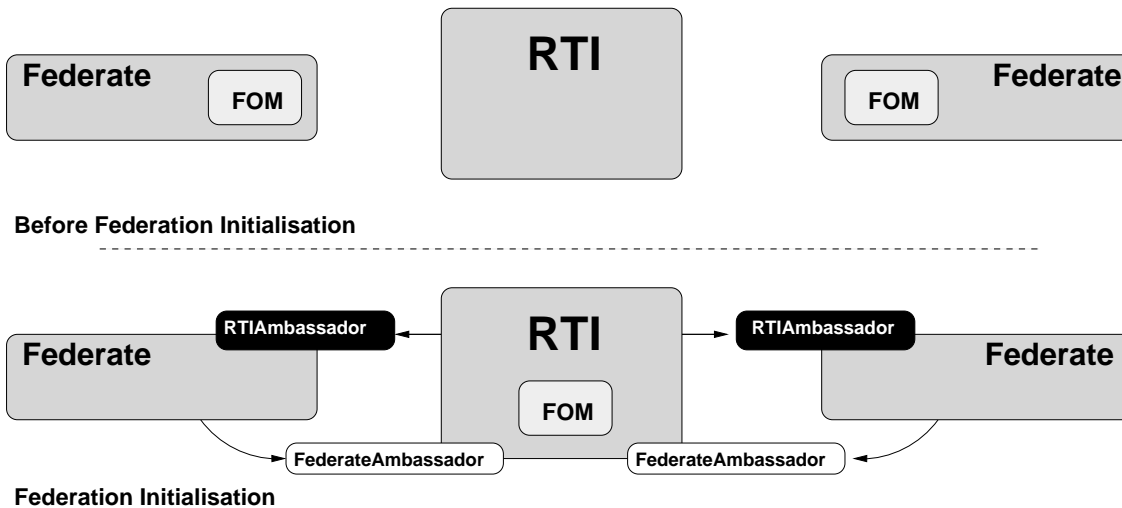 RTI
Federate
FOM
FOM
Federate
Before Federation Initialisation
RTIAmbassador
RTI
RTIAmbassador
Federate
Federate
FOM
FederateAmbassador
FederateAmbassador
Federation Initialisation